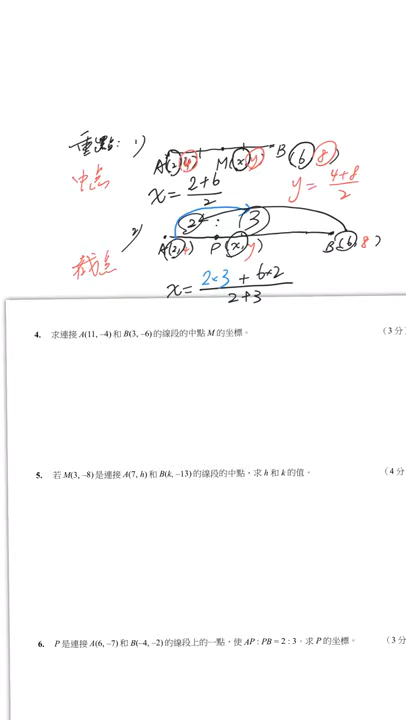 重點: 1)
A(2, 4) M(x, y) B(6, 8)
中点
x = 2+6 / 2
y = 4+8 / 2
2 : 3
2)
A(2, 4) P(x, y) B(6, 8)
x = 2×3 + 6×2 / 2+3
4. 求連接 A(11, –4) 和 B(3, –6) 的線段的中點 M 的坐標。 (3 分)
5. 若 M(3, –8) 是連接 A(7, h) 和 B(k, –13) 的線段的中點,求 h 和 k 的值。 (4 分
6. P 是連接 A(6, –7) 和 B(–4, –2) 的線段上的一點,使 AP : PB = 2 : 3,求 P 的坐標。 (3 分